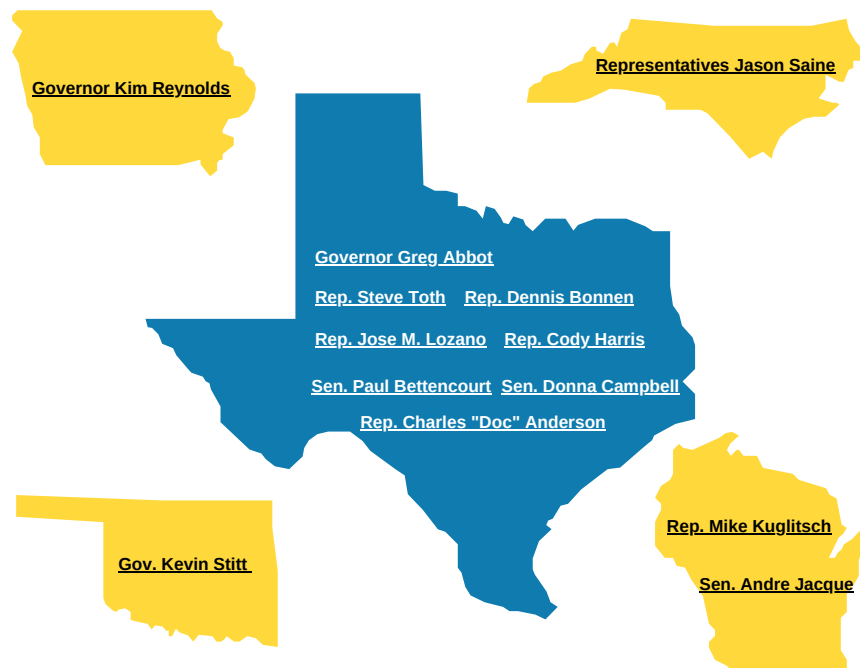 Governor Kim Reynolds
Representatives Jason Saine
Governor Greg Abbot
Rep. Steve Toth Rep. Dennis Bonnen
Rep. Jose M. Lozano Rep. Cody Harris
Sen. Paul Bettencourt Sen. Donna Campbell
Rep. Charles "Doc" Anderson
Rep. Mike Kuglitsch
Gov. Kevin Stitt
Sen. Andre Jacque